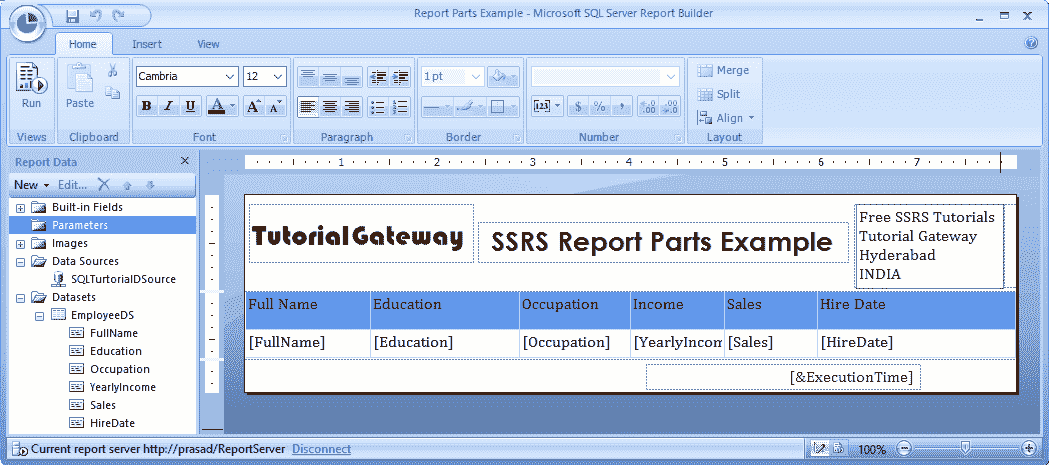 Report Parts Example - Microsoft SQL Server Report Builder
Home Insert View
Run
Views
Paste
Clipboard
Cambria 12
B I U A A A
Font
Paragraph
1 pt
Border
123 $ % ,
Number
Merge
Split
Align
Layout
Report Data
New Edit...
Built-in Fields
Parameters
Images
Data Sources
SQLTurtorialDSource
Datasets
EmployeeDS
FullName
Education
Occupation
YearlyIncome
Sales
HireDate
1 2 3 4 5 6 7
TutorialGateway
SSRS Report Parts Example
Free SSRS Tutorials
Tutorial Gateway
Hyderabad
INDIA
Full Name Education Occupation Income Sales Hire Date
[FullName] [Education] [Occupation] [YearlyIncom [Sales] [HireDate]
[&ExecutionTime]
Current report server http://prasad/ReportServer Disconnect
100%